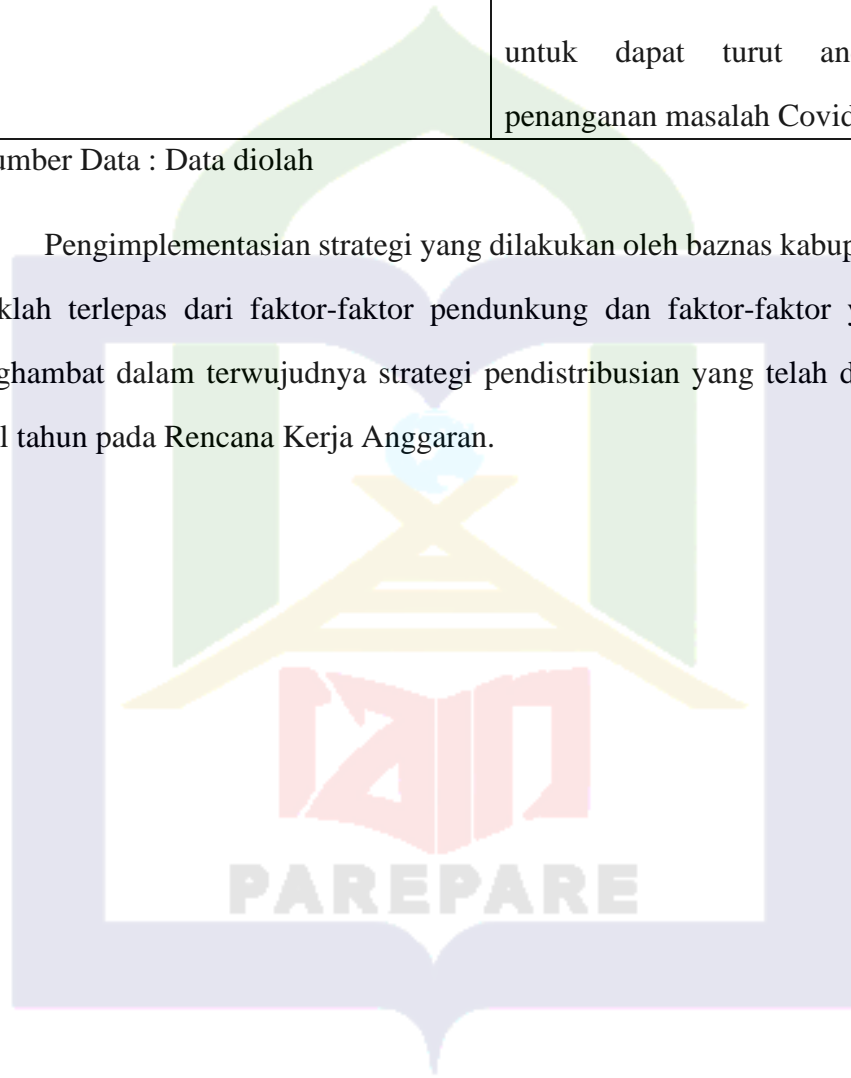 untuk dapat turut an
penanganan masalah Covid
umber Data : Data diolah
Pengimplementasian strategi yang dilakukan oleh baznas kabup
klah terlepas dari faktor-faktor pendunkung dan faktor-faktor y
ghambat dalam terwujudnya strategi pendistribusian yang telah d
l tahun pada Rencana Kerja Anggaran.
PAREPARE